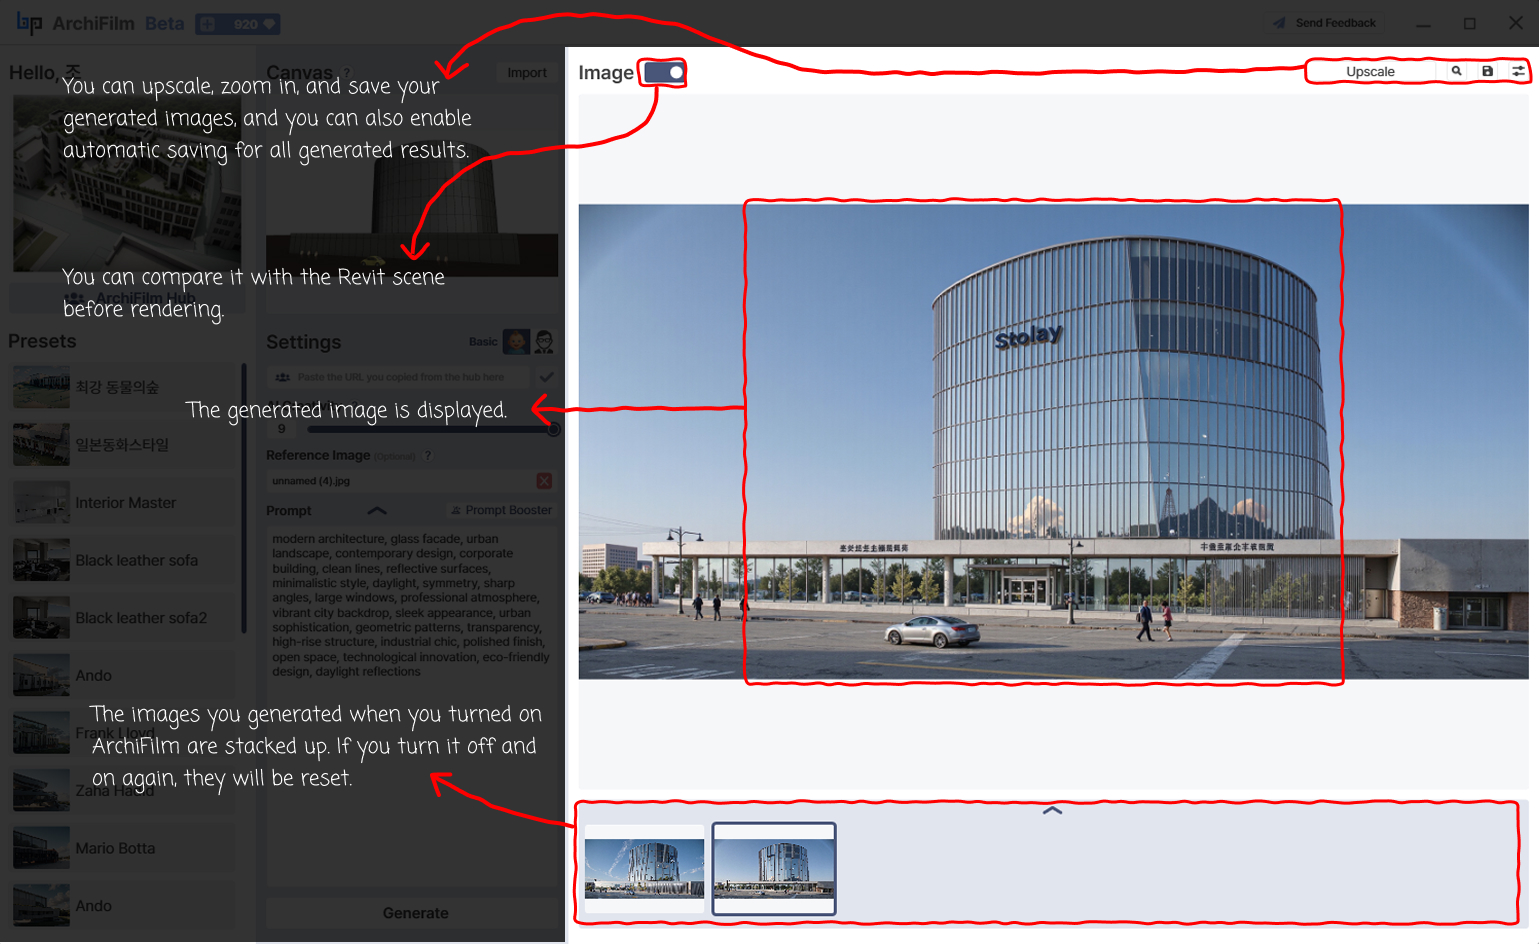 ArchiFilm Beta 920
Send Feedback
Hello, 조
Canvas ?
Import
Image
Upscale
You can upscale, zoom in, and save your
generated images, and you can also enable
automatic saving for all generated results.
ArchiFilm Hub
You can compare it with the Revit scene
before rendering.
Presets
최강 동물의숲
일본동화스타일
Interior Master
Black leather sofa
Black leather sofa2
Ando
Frank Lloyd
Zaha Hadid
Mario Botta
Ando
Settings
Basic
Paste the URL you copied from the hub here
The generated image is displayed.
9
Reference Image (Optional) ?
unnamed (4).jpg
Prompt
Prompt Booster
modern architecture, glass facade, urban
landscape, contemporary design, corporate
building, clean lines, reflective surfaces,
minimalistic style, daylight, symmetry, sharp
angles, large windows, professional atmosphere,
vibrant city backdrop, sleek appearance, urban
sophistication, geometric patterns, transparency,
high-rise structure, industrial chic, polished finish,
open space, technological innovation, eco-friendly
design, daylight reflections
The images you generated when you turned on
ArchiFilm are stacked up. If you turn it off and
on again, they will be reset.
Generate
Stolay